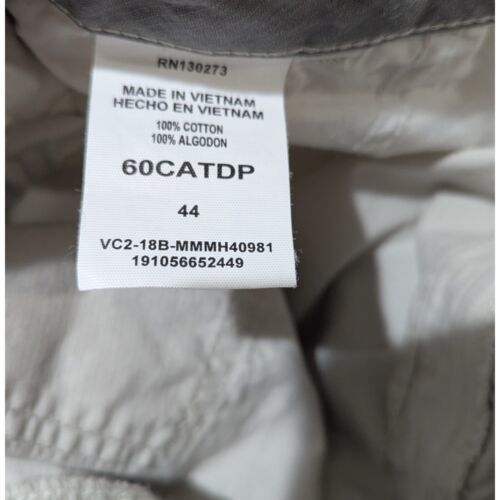 RN130273
MADE IN VIETNAM
HECHO EN VIETNAM
100% COTTON
100% ALGODON
60CATDP
44
VC2-18B-MMMH40981
191056652449